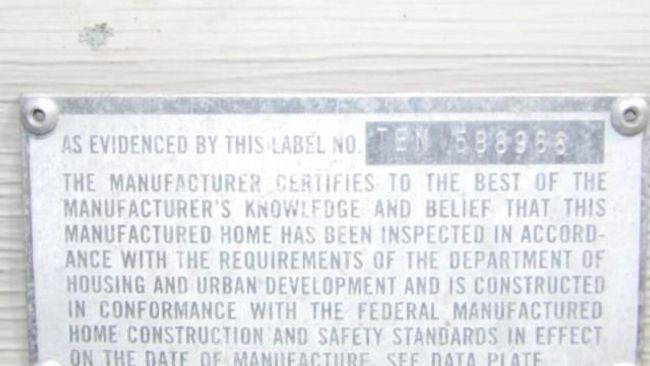 AS EVIDENCED BY THIS LABEL NO. TEN
THE MANUFACTURER CERTIFIES TO THE BEST OF THE
MANUFACTURER'S KNOWLEDGE AND BELIEF THAT THIS
MANUFACTURED HOME HAS BEEN INSPECTED IN ACCORD-
ANCE WITH THE REQUIREMENTS OF THE DEPARTMENT OF
HOUSING AND URBAN DEVELOPMENT AND IS CONSTRUCTED
IN CONFORMANCE WITH THE FEDERAL MANUFACTURED
HOME CONSTRUCTION AND SAFETY STANDARDS IN EFFECT
ON THE DATE OF MANUFACTURE. SEE DATA PLATE.